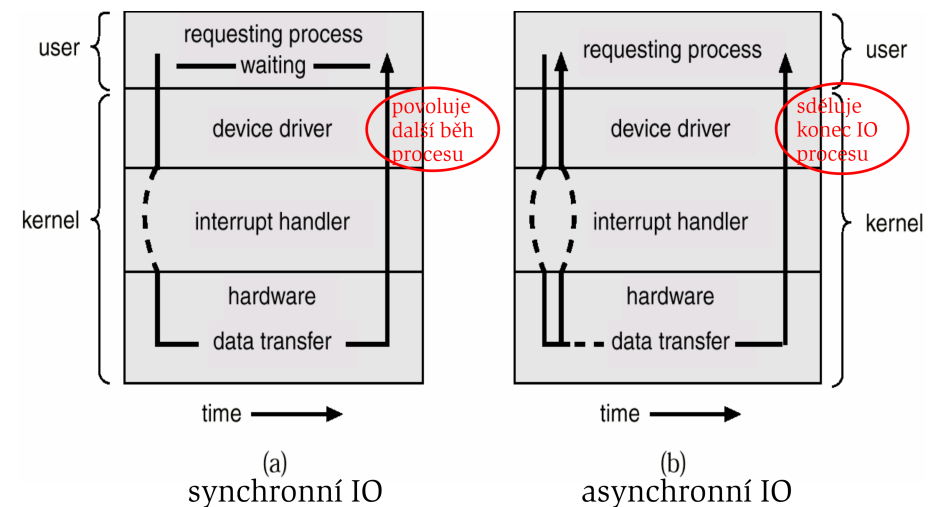 user
requesting process
waiting
povoluje
další běh
procesu
device driver
kernel
interrupt handler
hardware
data transfer
time
(a)
synchronní IO
requesting process
user
sděluje
konec IO
procesu
device driver
interrupt handler
kernel
hardware
data transfer
time
(b)
asynchronní IO